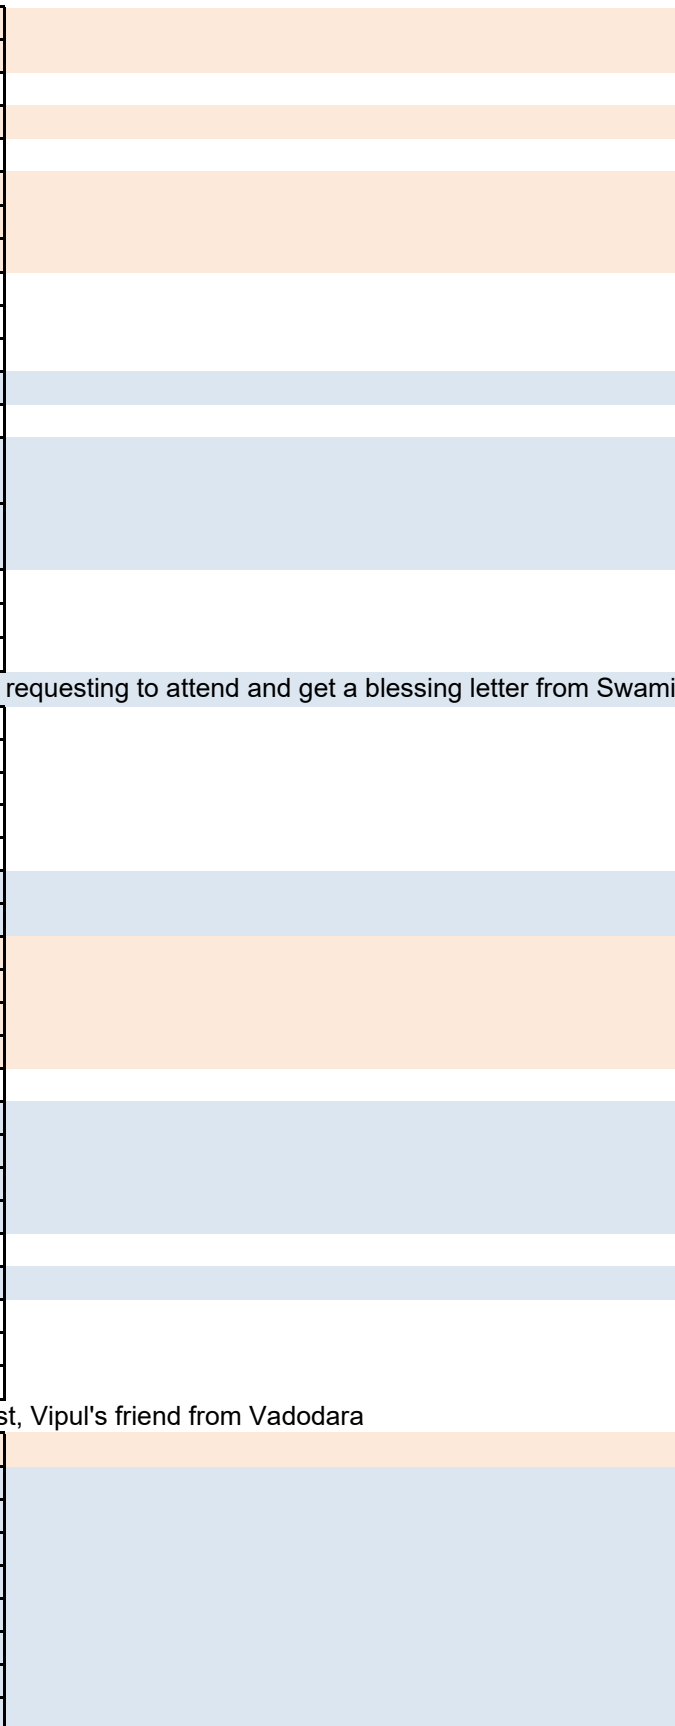 requesting to attend and get a blessing letter from Swami
st, Vipul's friend from Vadodara